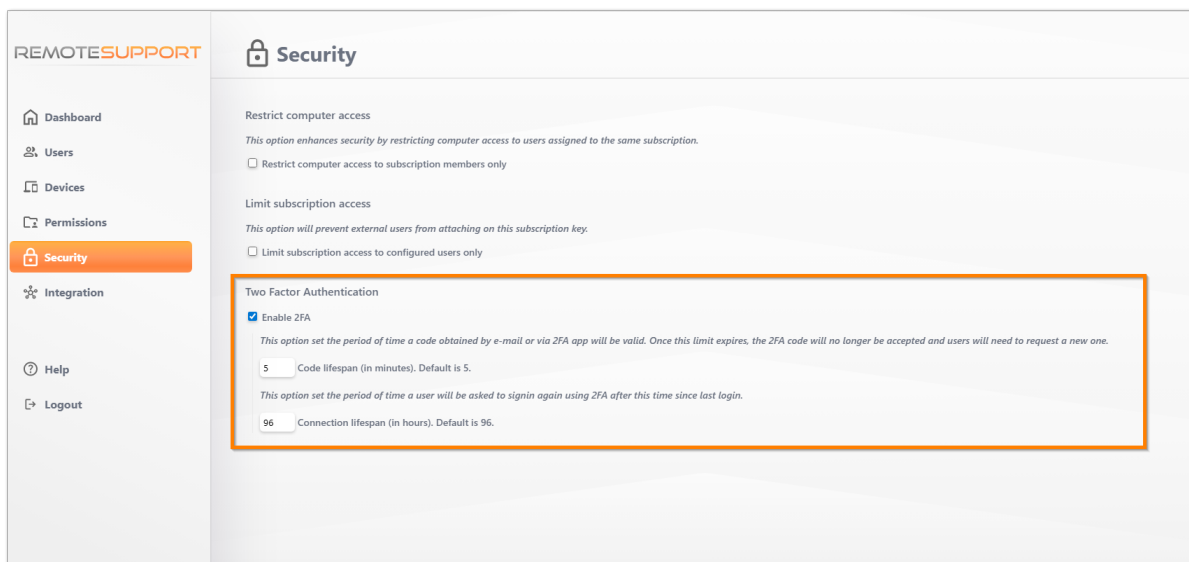 REMOTESUPPORT
Security
Dashboard
Users
Devices
Permissions
Security
Integration
Help
Logout
Restrict computer access
This option enhances security by restricting computer access to users assigned to the same subscription.
Restrict computer access to subscription members only
Limit subscription access
This option will prevent external users from attaching on this subscription key.
Limit subscription access to configured users only
Two Factor Authentication
Enable 2FA
This option set the period of time a code obtained by e-mail or via 2FA app will be valid. Once this limit expires, the 2FA code will no longer be accepted and users will need to request a new one.
5 Code lifespan (in minutes). Default is 5.
This option set the period of time a user will be asked to signin again using 2FA after this time since last login.
96 Connection lifespan (in hours). Default is 96.